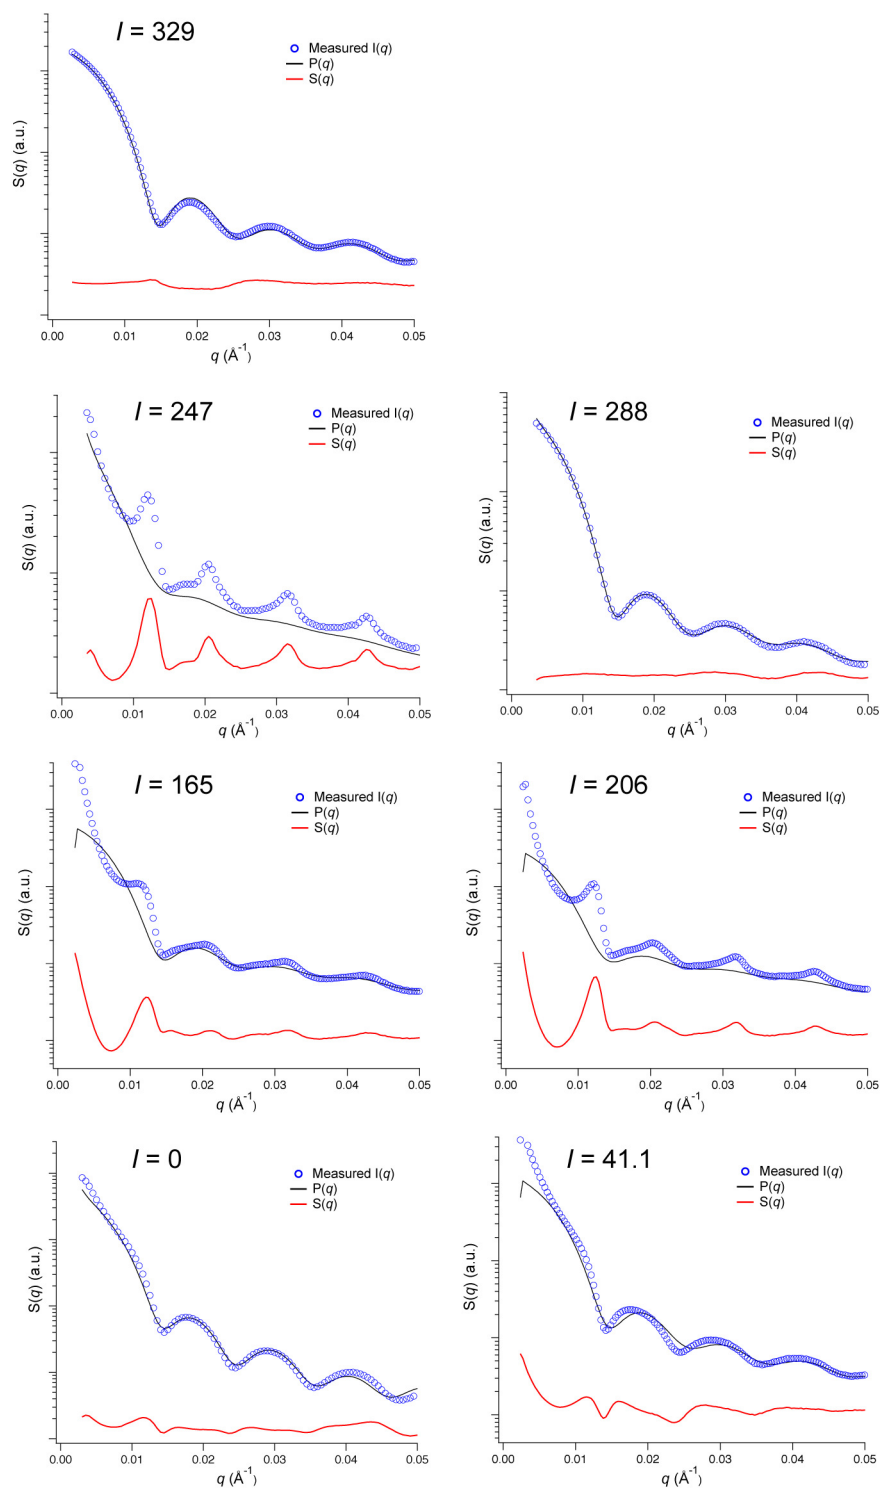 I = 329
Measured I(q)
P(q)
S(q)
S(q) (a.u.)
0.00 0.01 0.02 0.03 0.04 0.05
q (Å⁻¹)
I = 247
Measured I(q)
P(q)
S(q)
S(q) (a.u.)
0.00 0.01 0.02 0.03 0.04 0.05
q (Å⁻¹)
I = 288
Measured I(q)
P(q)
S(q)
S(q) (a.u.)
0.00 0.01 0.02 0.03 0.04 0.05
q (Å⁻¹)
I = 165
Measured I(q)
P(q)
S(q)
S(q) (a.u.)
0.00 0.01 0.02 0.03 0.04 0.05
q (Å⁻¹)
I = 206
Measured I(q)
P(q)
S(q)
S(q) (a.u.)
0.00 0.01 0.02 0.03 0.04 0.05
q (Å⁻¹)
I = 0
Measured I(q)
P(q)
S(q)
S(q) (a.u.)
0.00 0.01 0.02 0.03 0.04 0.05
q (Å⁻¹)
I = 41.1
Measured I(q)
P(q)
S(q)
S(q) (a.u.)
0.00 0.01 0.02 0.03 0.04 0.05
q (Å⁻¹)